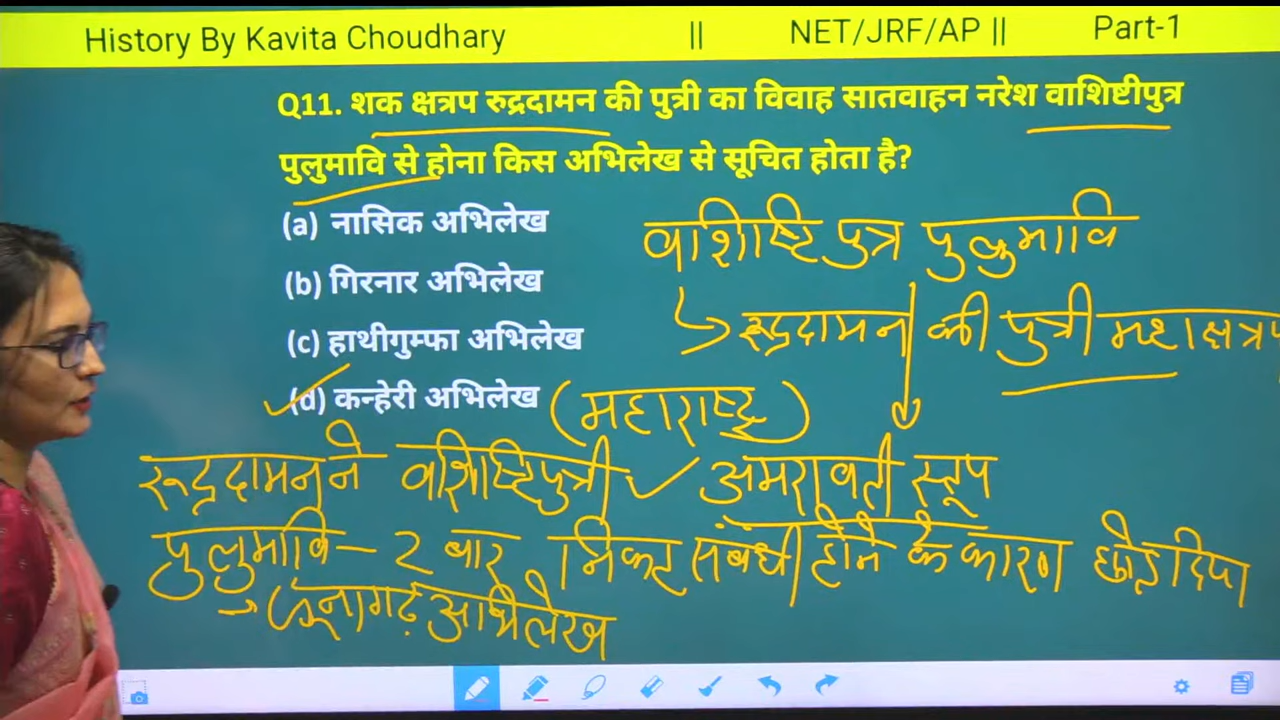 History By Kavita Choudhary || NET/JRF/AP || Part-1
Q11. शक क्षत्रप रुद्रदामन की पुत्री का विवाह सातवाहन नरेश वाशिष्टीपुत्र
पुलुमावि से होना किस अभिलेख से सूचित होता है?
(a) नासिक अभिलेख
(b) गिरनार अभिलेख
(c) हाथीगुम्फा अभिलेख
(d) कन्हेरी अभिलेख (महाराष्ट्र)
वाशिष्टि पुत्र पुलुमावि
रुद्रदामन की पुत्री महाक्षत्रप
रूद्रदामन ने वशिष्टिपुत्री अमरावती स्तूप
पुलुमावि – 2 बार निकट संबंधी होने के कारण छोड़ दिया
→ जूनागढ़ अभिलेख